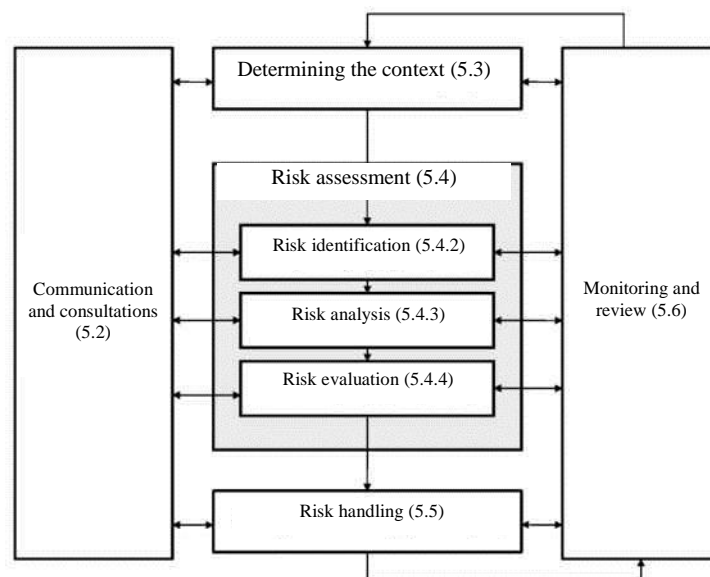 Determining the context (5.3)
Risk assessment (5.4)
Risk identification (5.4.2)
Risk analysis (5.4.3)
Risk evaluation (5.4.4)
Communication
and consultations
(5.2)
Monitoring and
review (5.6)
Risk handling (5.5)